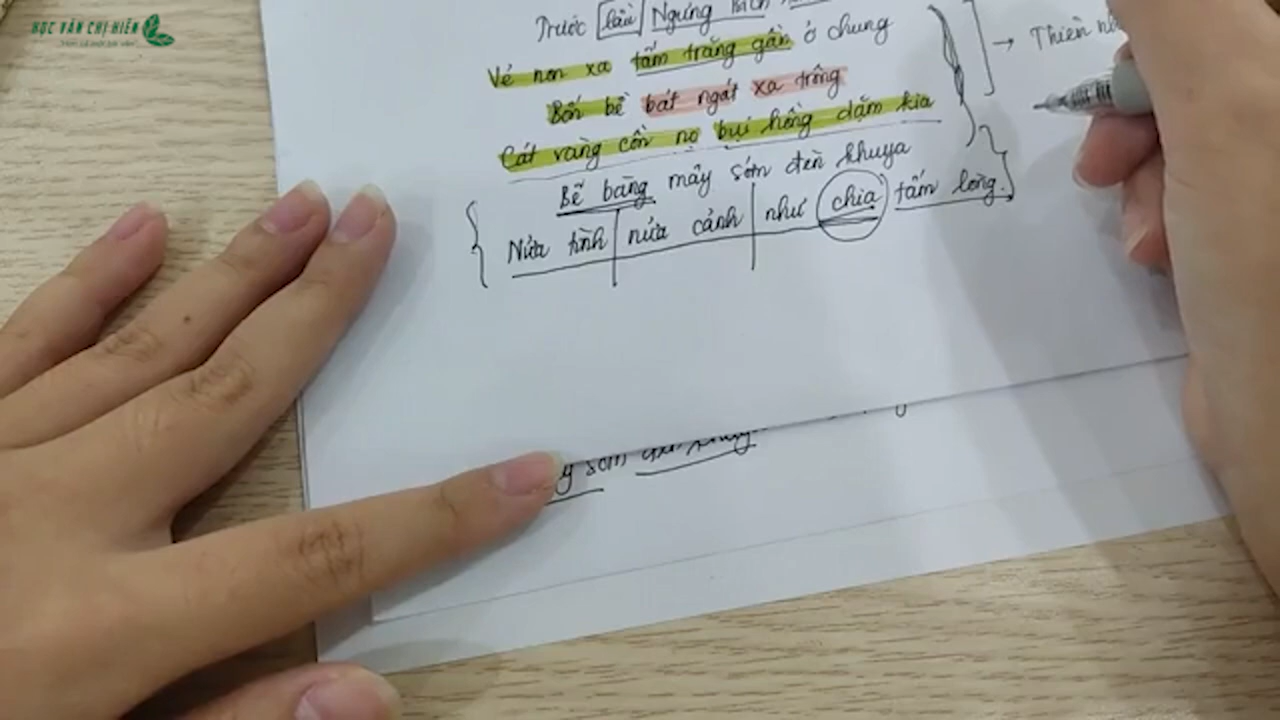 HỌC VĂN CHỊ HIÊN
Trước lầu Ngưng Bích
Vẻ non xa tấm trăng gần ở chung
Bốn bề bát ngát xa trông
Cát vàng cồn nọ bụi hồng dặm kia
→ Thiên
Bẽ bàng mây sớm đèn khuya
Nửa tình nửa cảnh như chia tấm lòng.
sớm